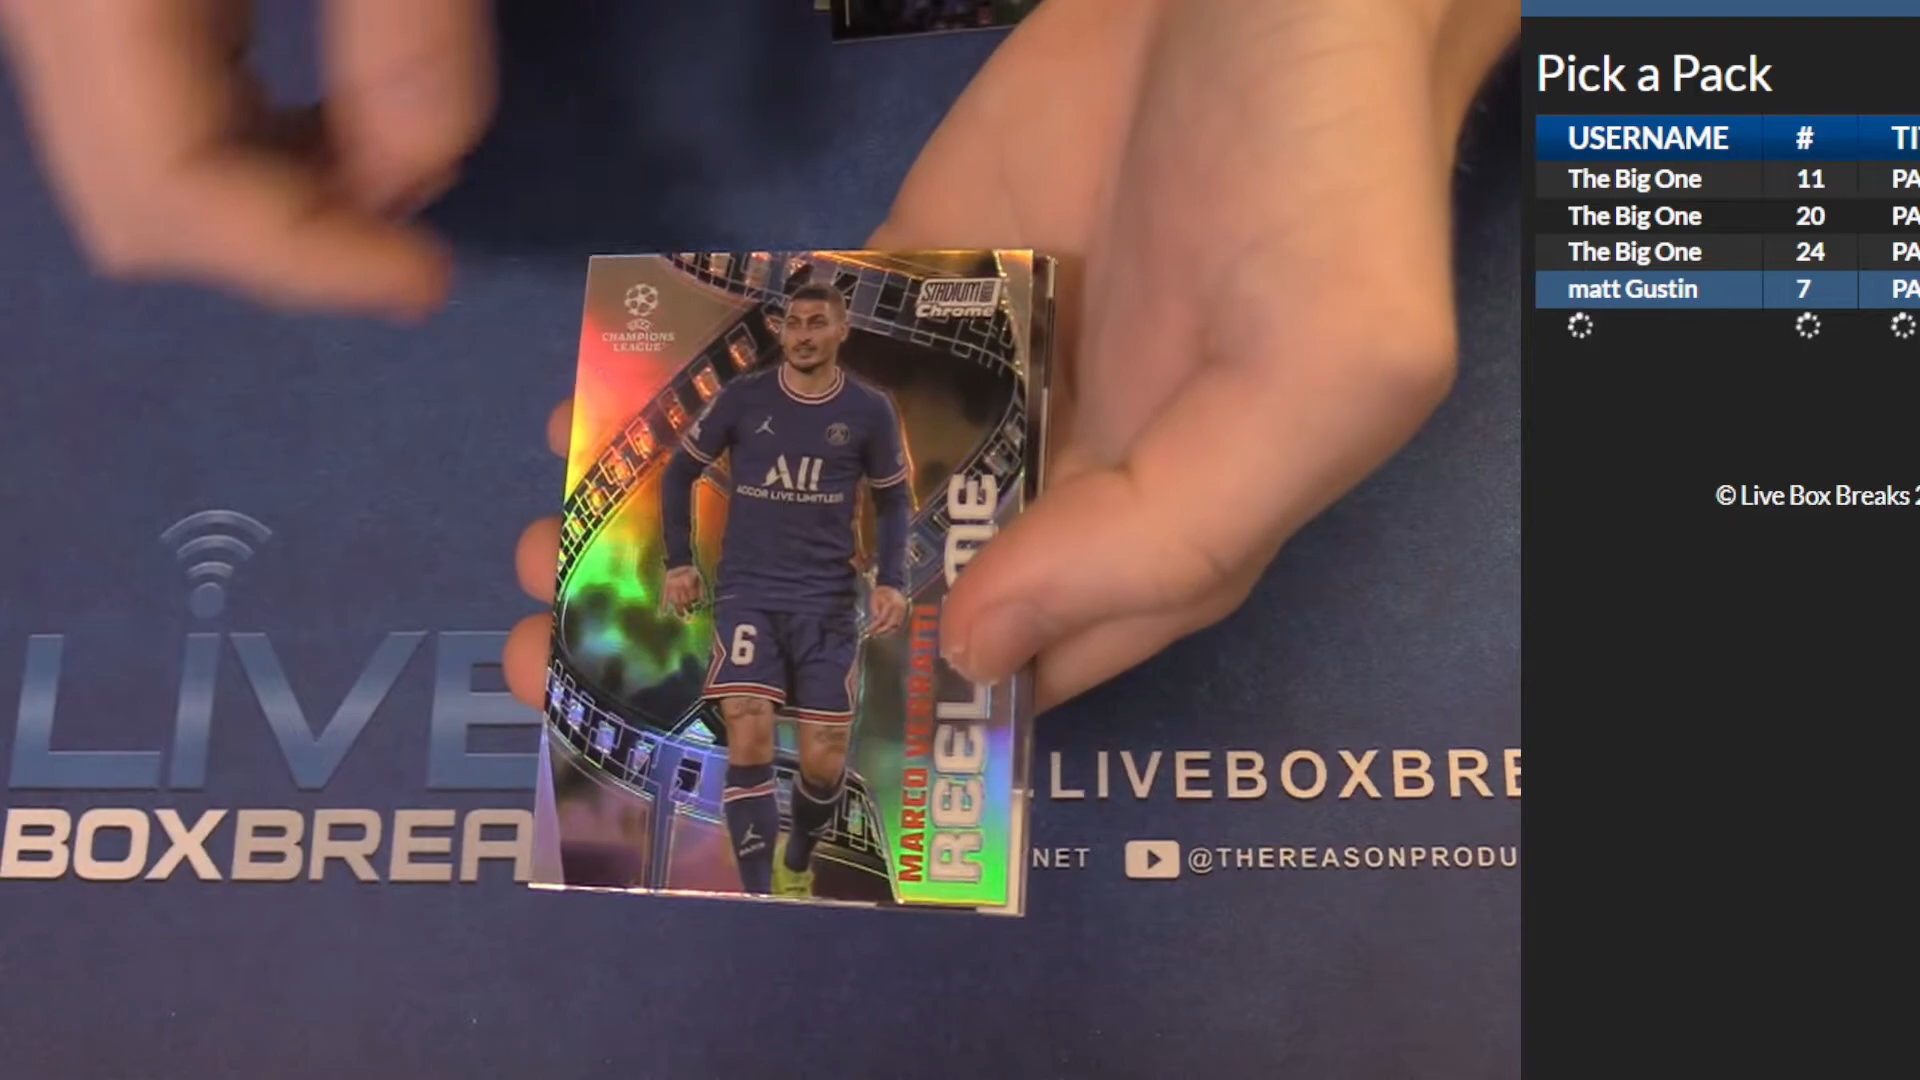 UEFA
CHAMPIONS
LEAGUE
STADIUM
Chrome
All
ACCOR LIVE LIMITLESS
6
MARCO VERRATTI
LiVE
BOXBREA
.LIVEBOXBRE
NET
@THEREASONPRODU
Pick a Pack
USERNAME # TI
The Big One 11 PA
The Big One 20 PA
The Big One 24 PA
matt Gustin 7 PA
© Live Box Breaks 2